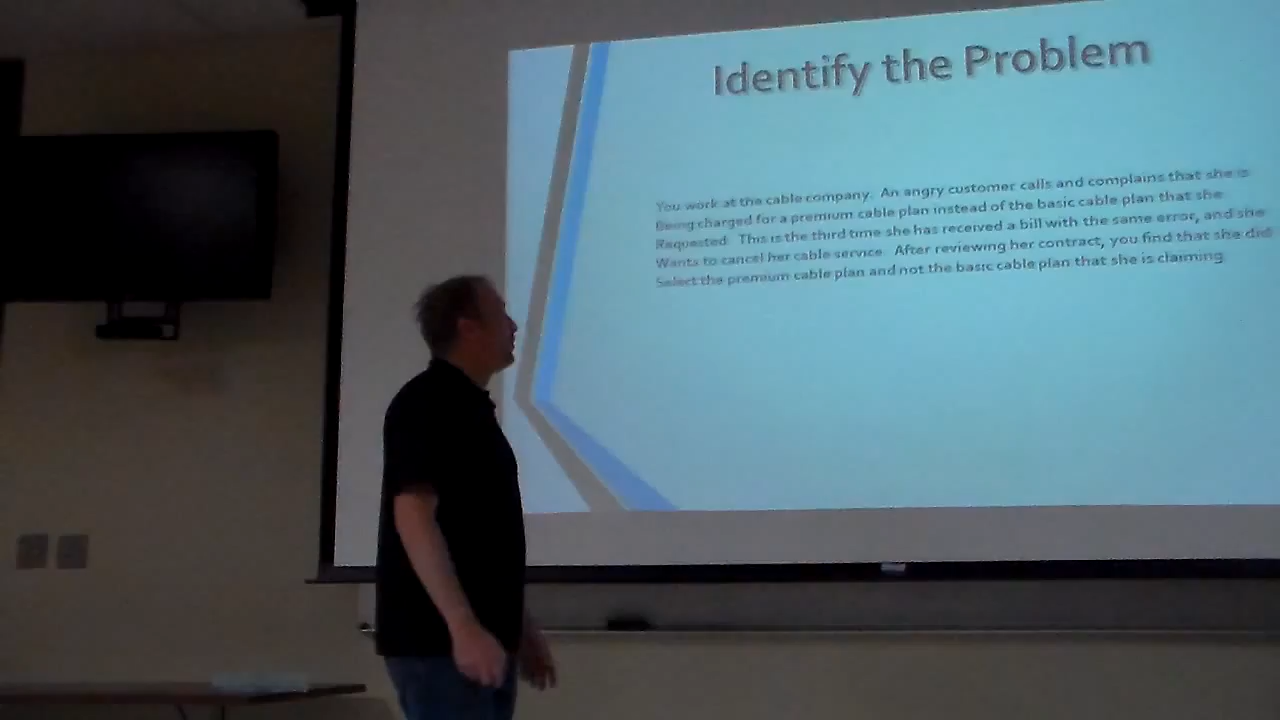 Identify the Problem
You work at the cable company. An angry customer calls and complains that she is
Being charged for a premium cable plan instead of the basic cable plan that she
Requested. This is the third time she has received a bill with the same error, and she
Wants to cancel her cable service. After reviewing her contract, you find that she did
Select the premium cable plan and not the basic cable plan that she is claiming.